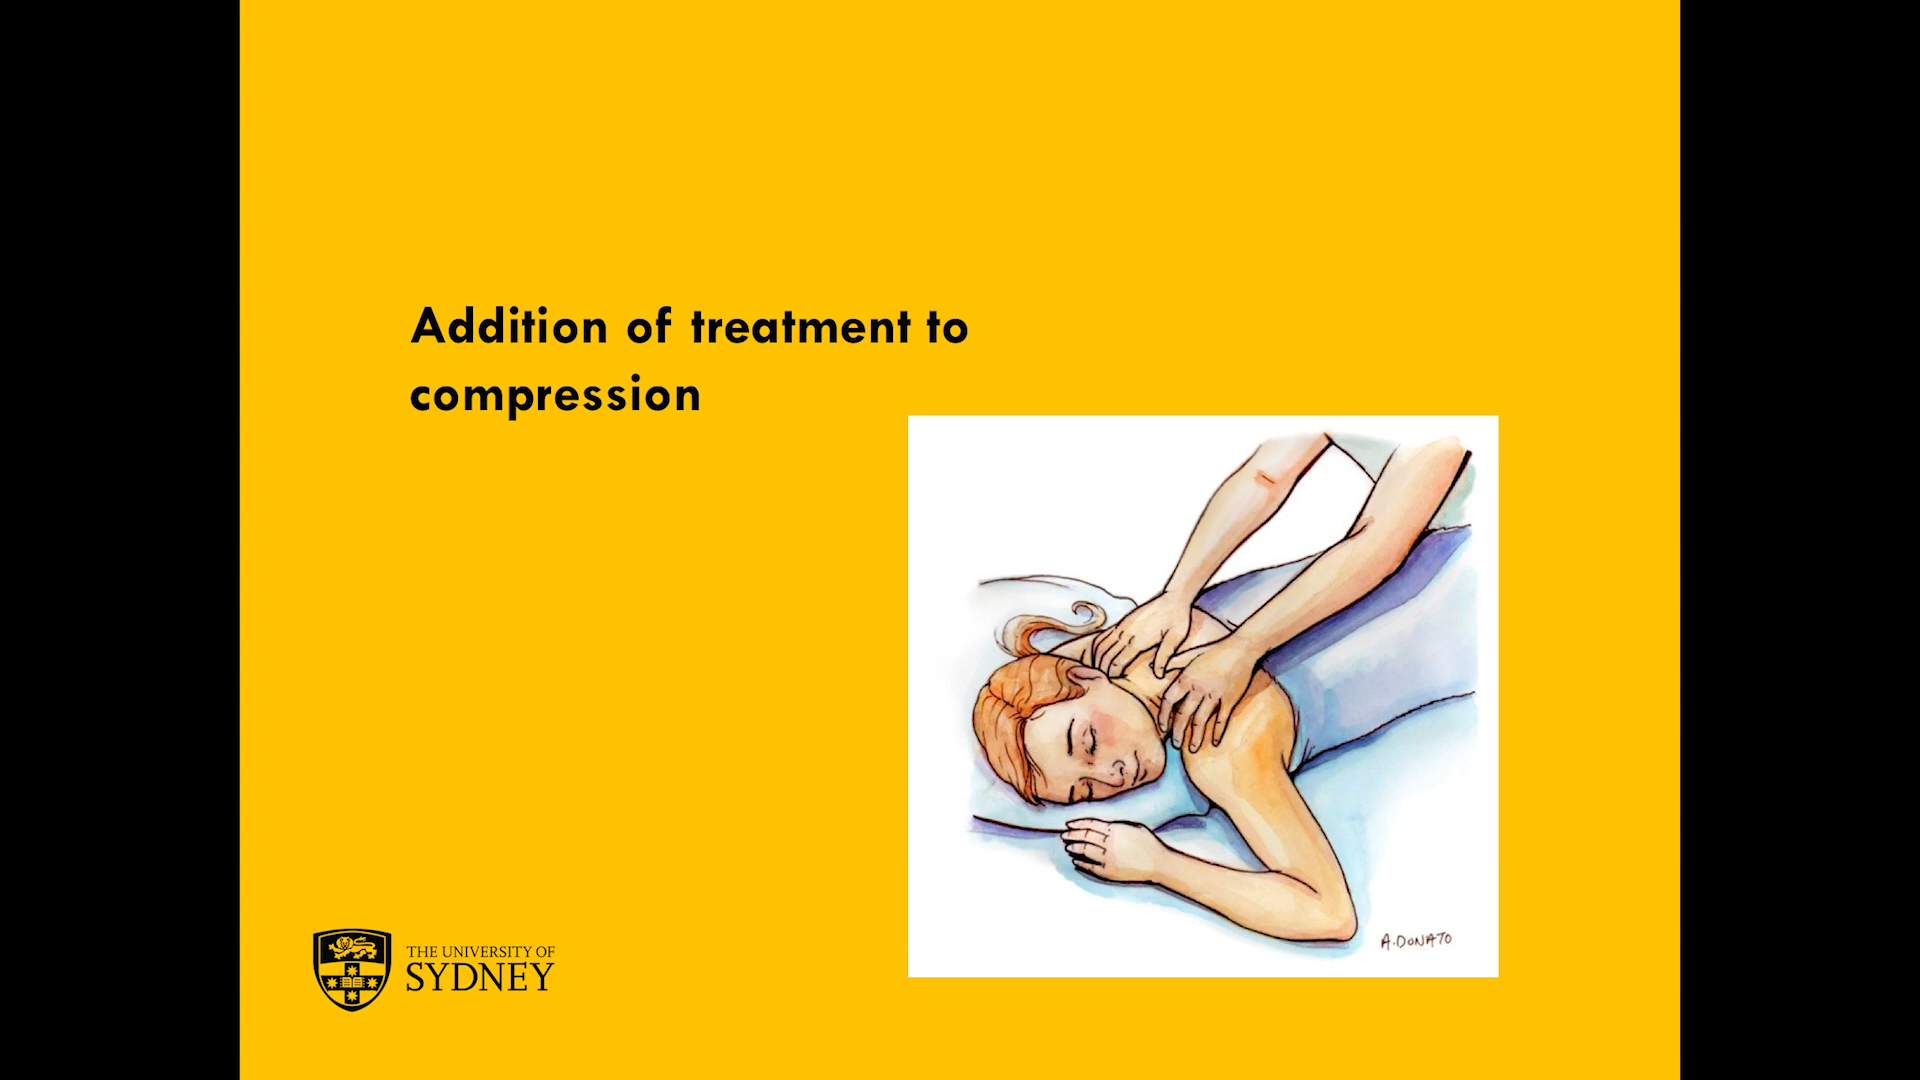 Addition of treatment to
compression
A. DONATO
THE UNIVERSITY OF
SYDNEY